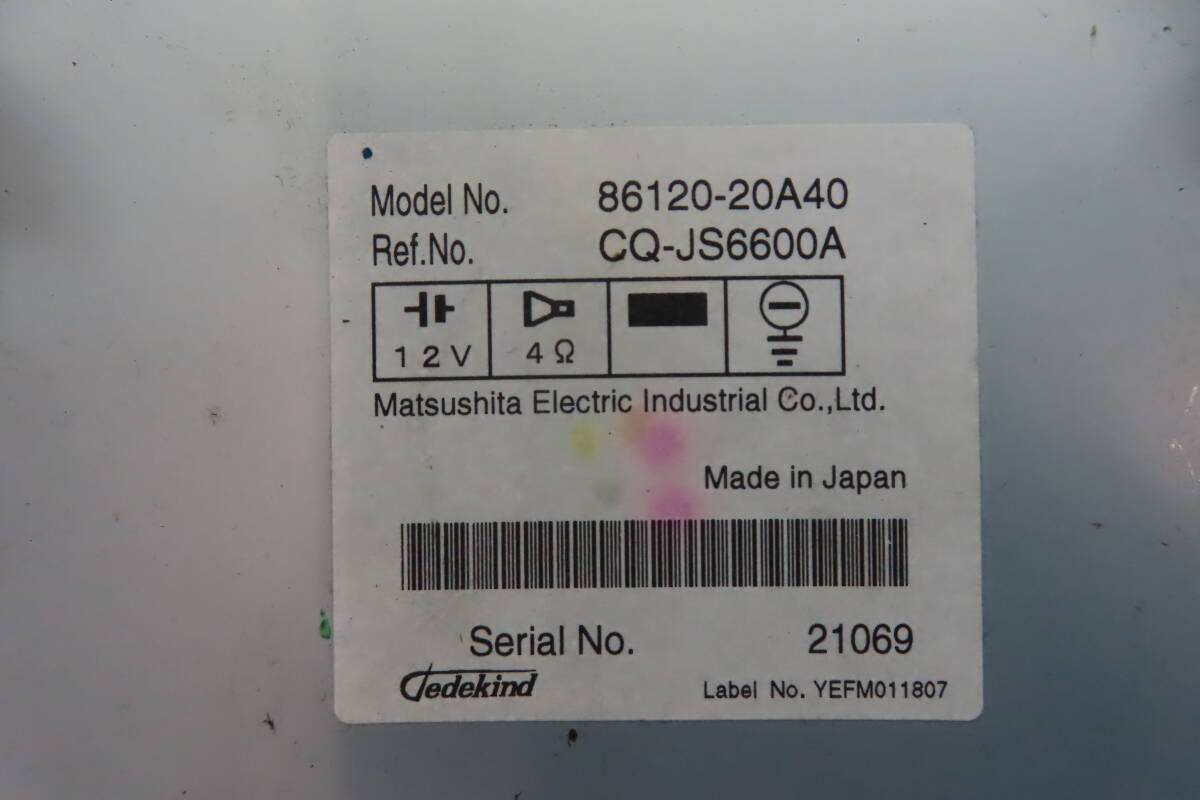 Model No. 86120-20A40
Ref.No. CQ-JS6600A
12V 4Ω
Matsushita Electric Industrial Co.,Ltd.
Made in Japan
Serial No. 21069
Gedekind Label No. YEFM011807